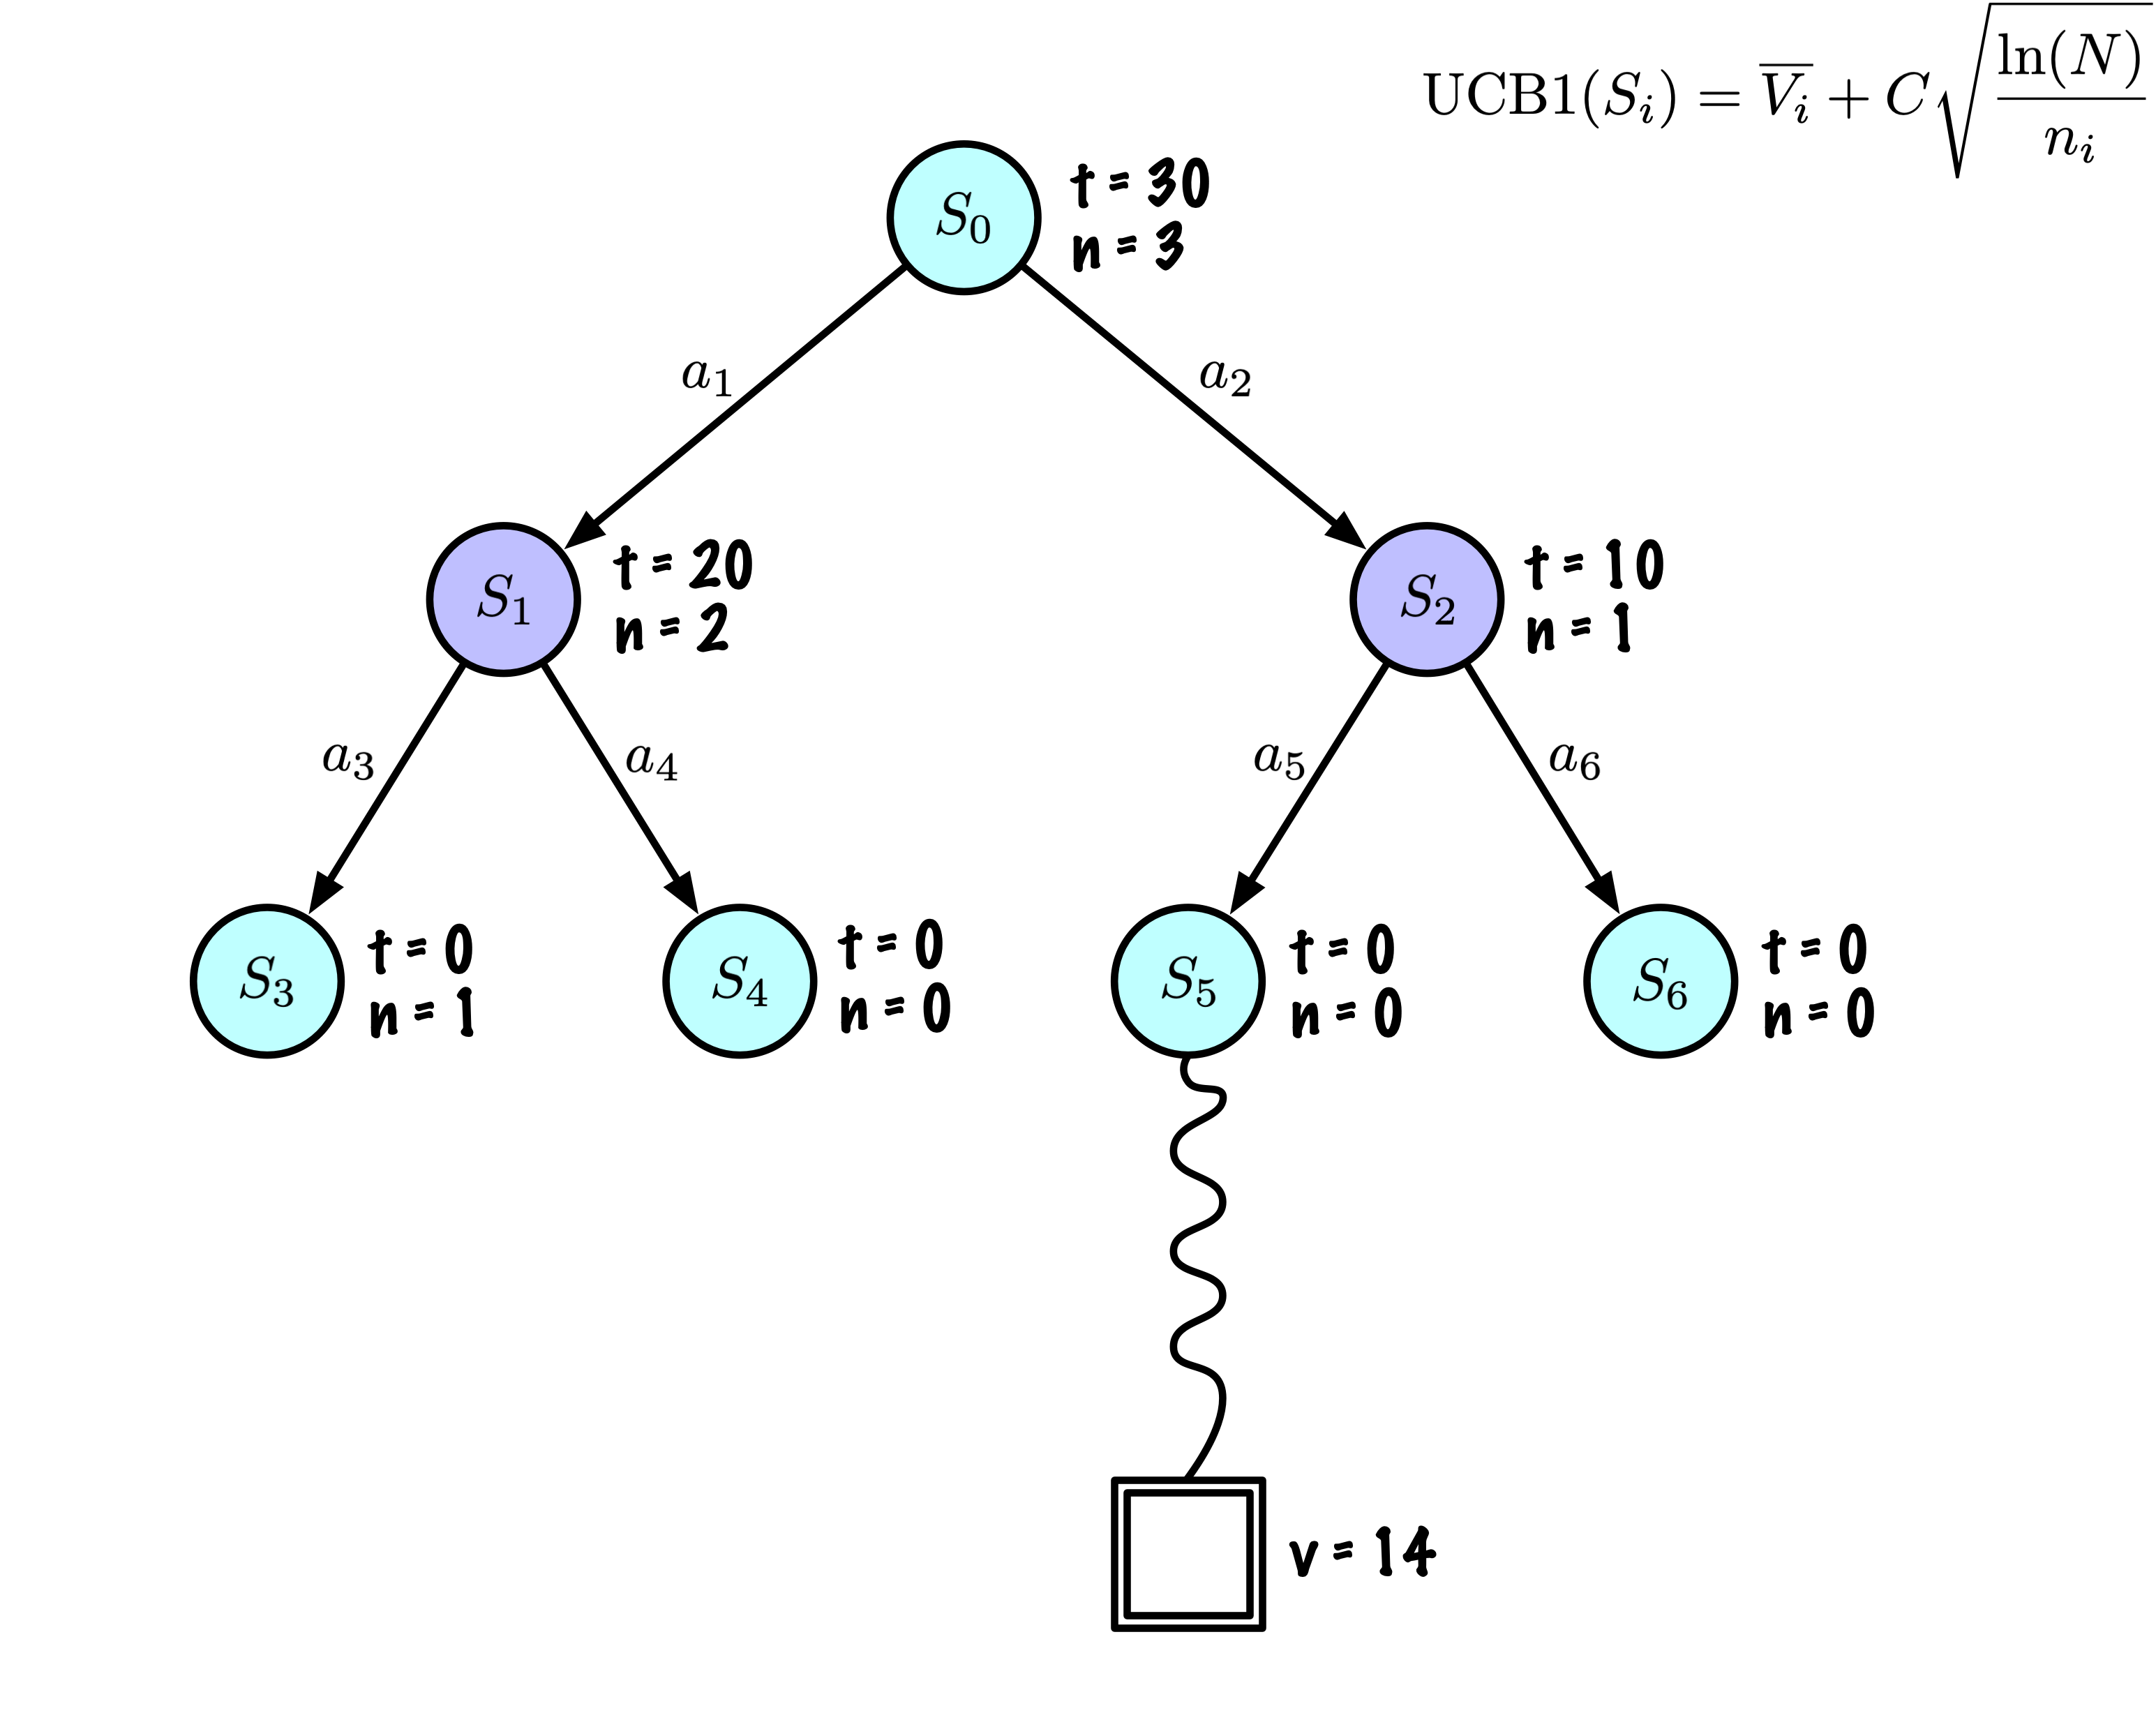 UCB1(S_i) = \overline{V_i} + C\sqrt{\frac{\ln(N)}{n_i}}
S_0
t = 30
n = 3
a_1
a_2
S_1
t = 20
n = 2
S_2
t = 10
n = 1
a_3
a_4
a_5
a_6
S_3
t = 0
n = 1
S_4
t = 0
n = 0
S_5
t = 0
n = 0
S_6
t = 0
n = 0
v = 14